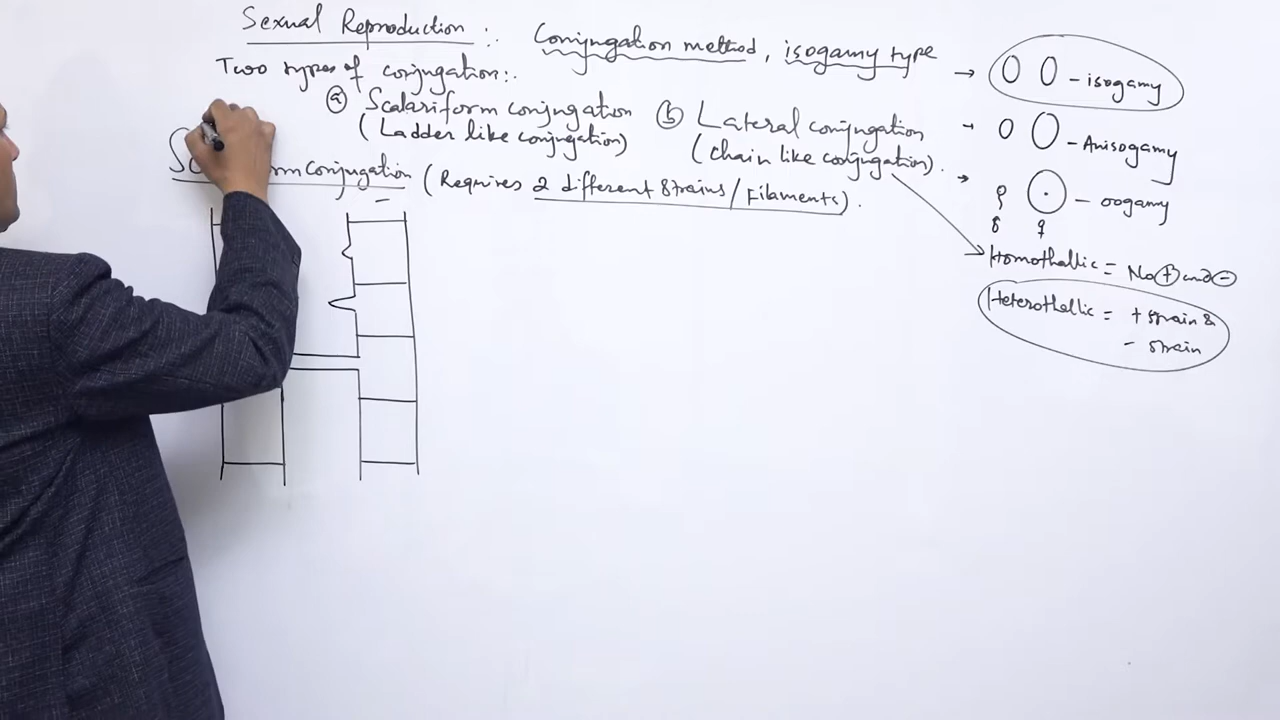 Sexual Reproduction :. Conjugation method, isogamy type
Two types of conjugation:.
ⓐ Scalariform conjugation ⓑ Lateral conjugation
(Ladder like conjugation) (chain like conjugation).
form conjugation (Requires 2 different strains/Filaments).
→ - isogamy
→ - Anisogamy
→ - oogamy
♂ ♀
Homothallic = No ⊕ and ⊖
Heterothallic = + strain &
- strain
-